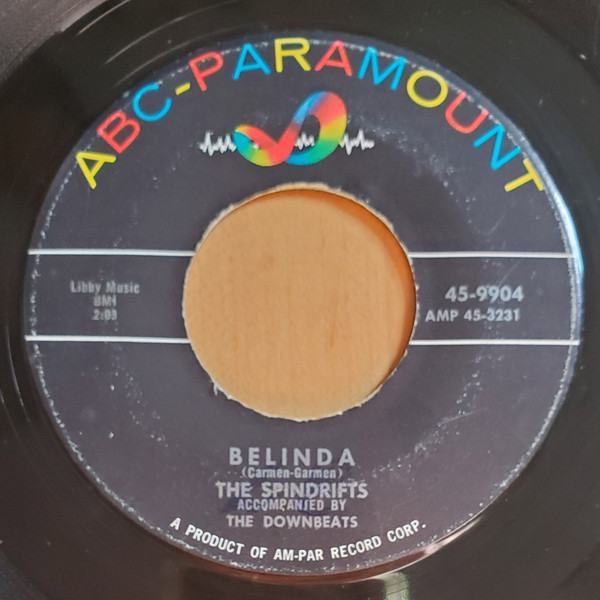 ABC-PARAMOUNT
Libby Music
BMI
2:03
45-9904
AMP 45-3231
BELINDA
(Carmen-Garmen)
THE SPINDRIFTS
ACCOMPANIED BY
THE DOWNBEATS
A PRODUCT OF AM-PAR RECORD CORP.